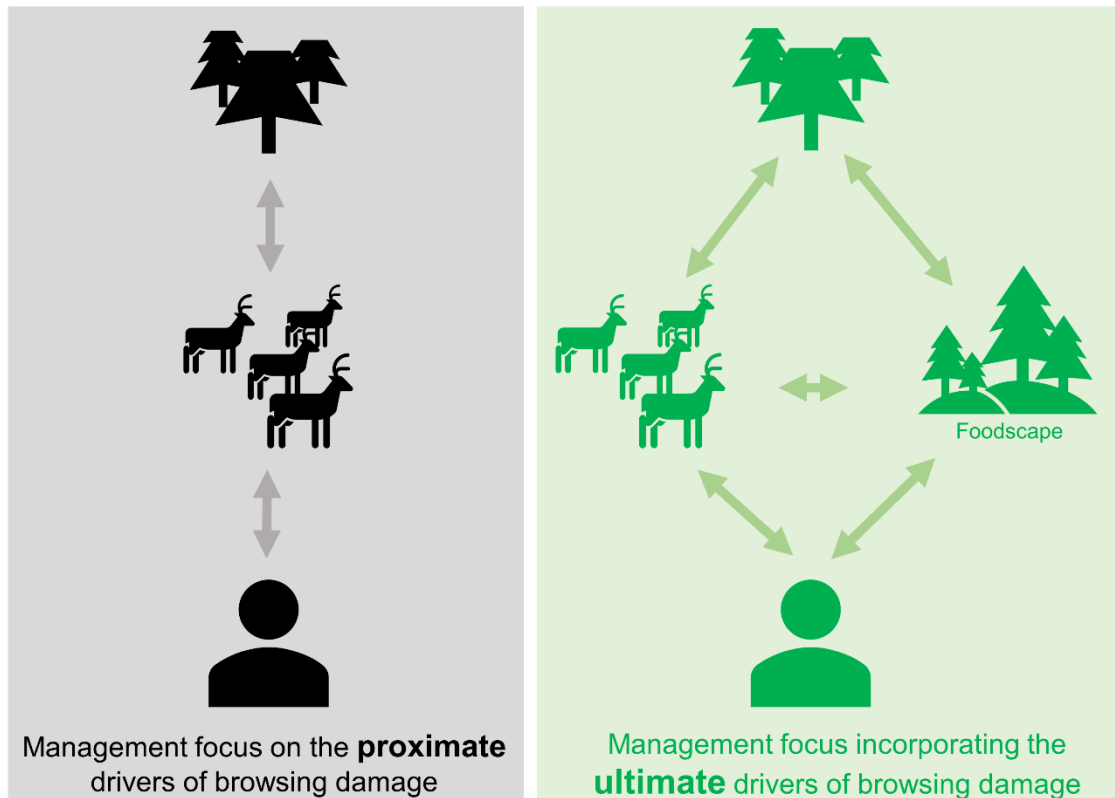 Foodscape
Management focus on the proximate
drivers of browsing damage
Management focus incorporating the
ultimate drivers of browsing damage